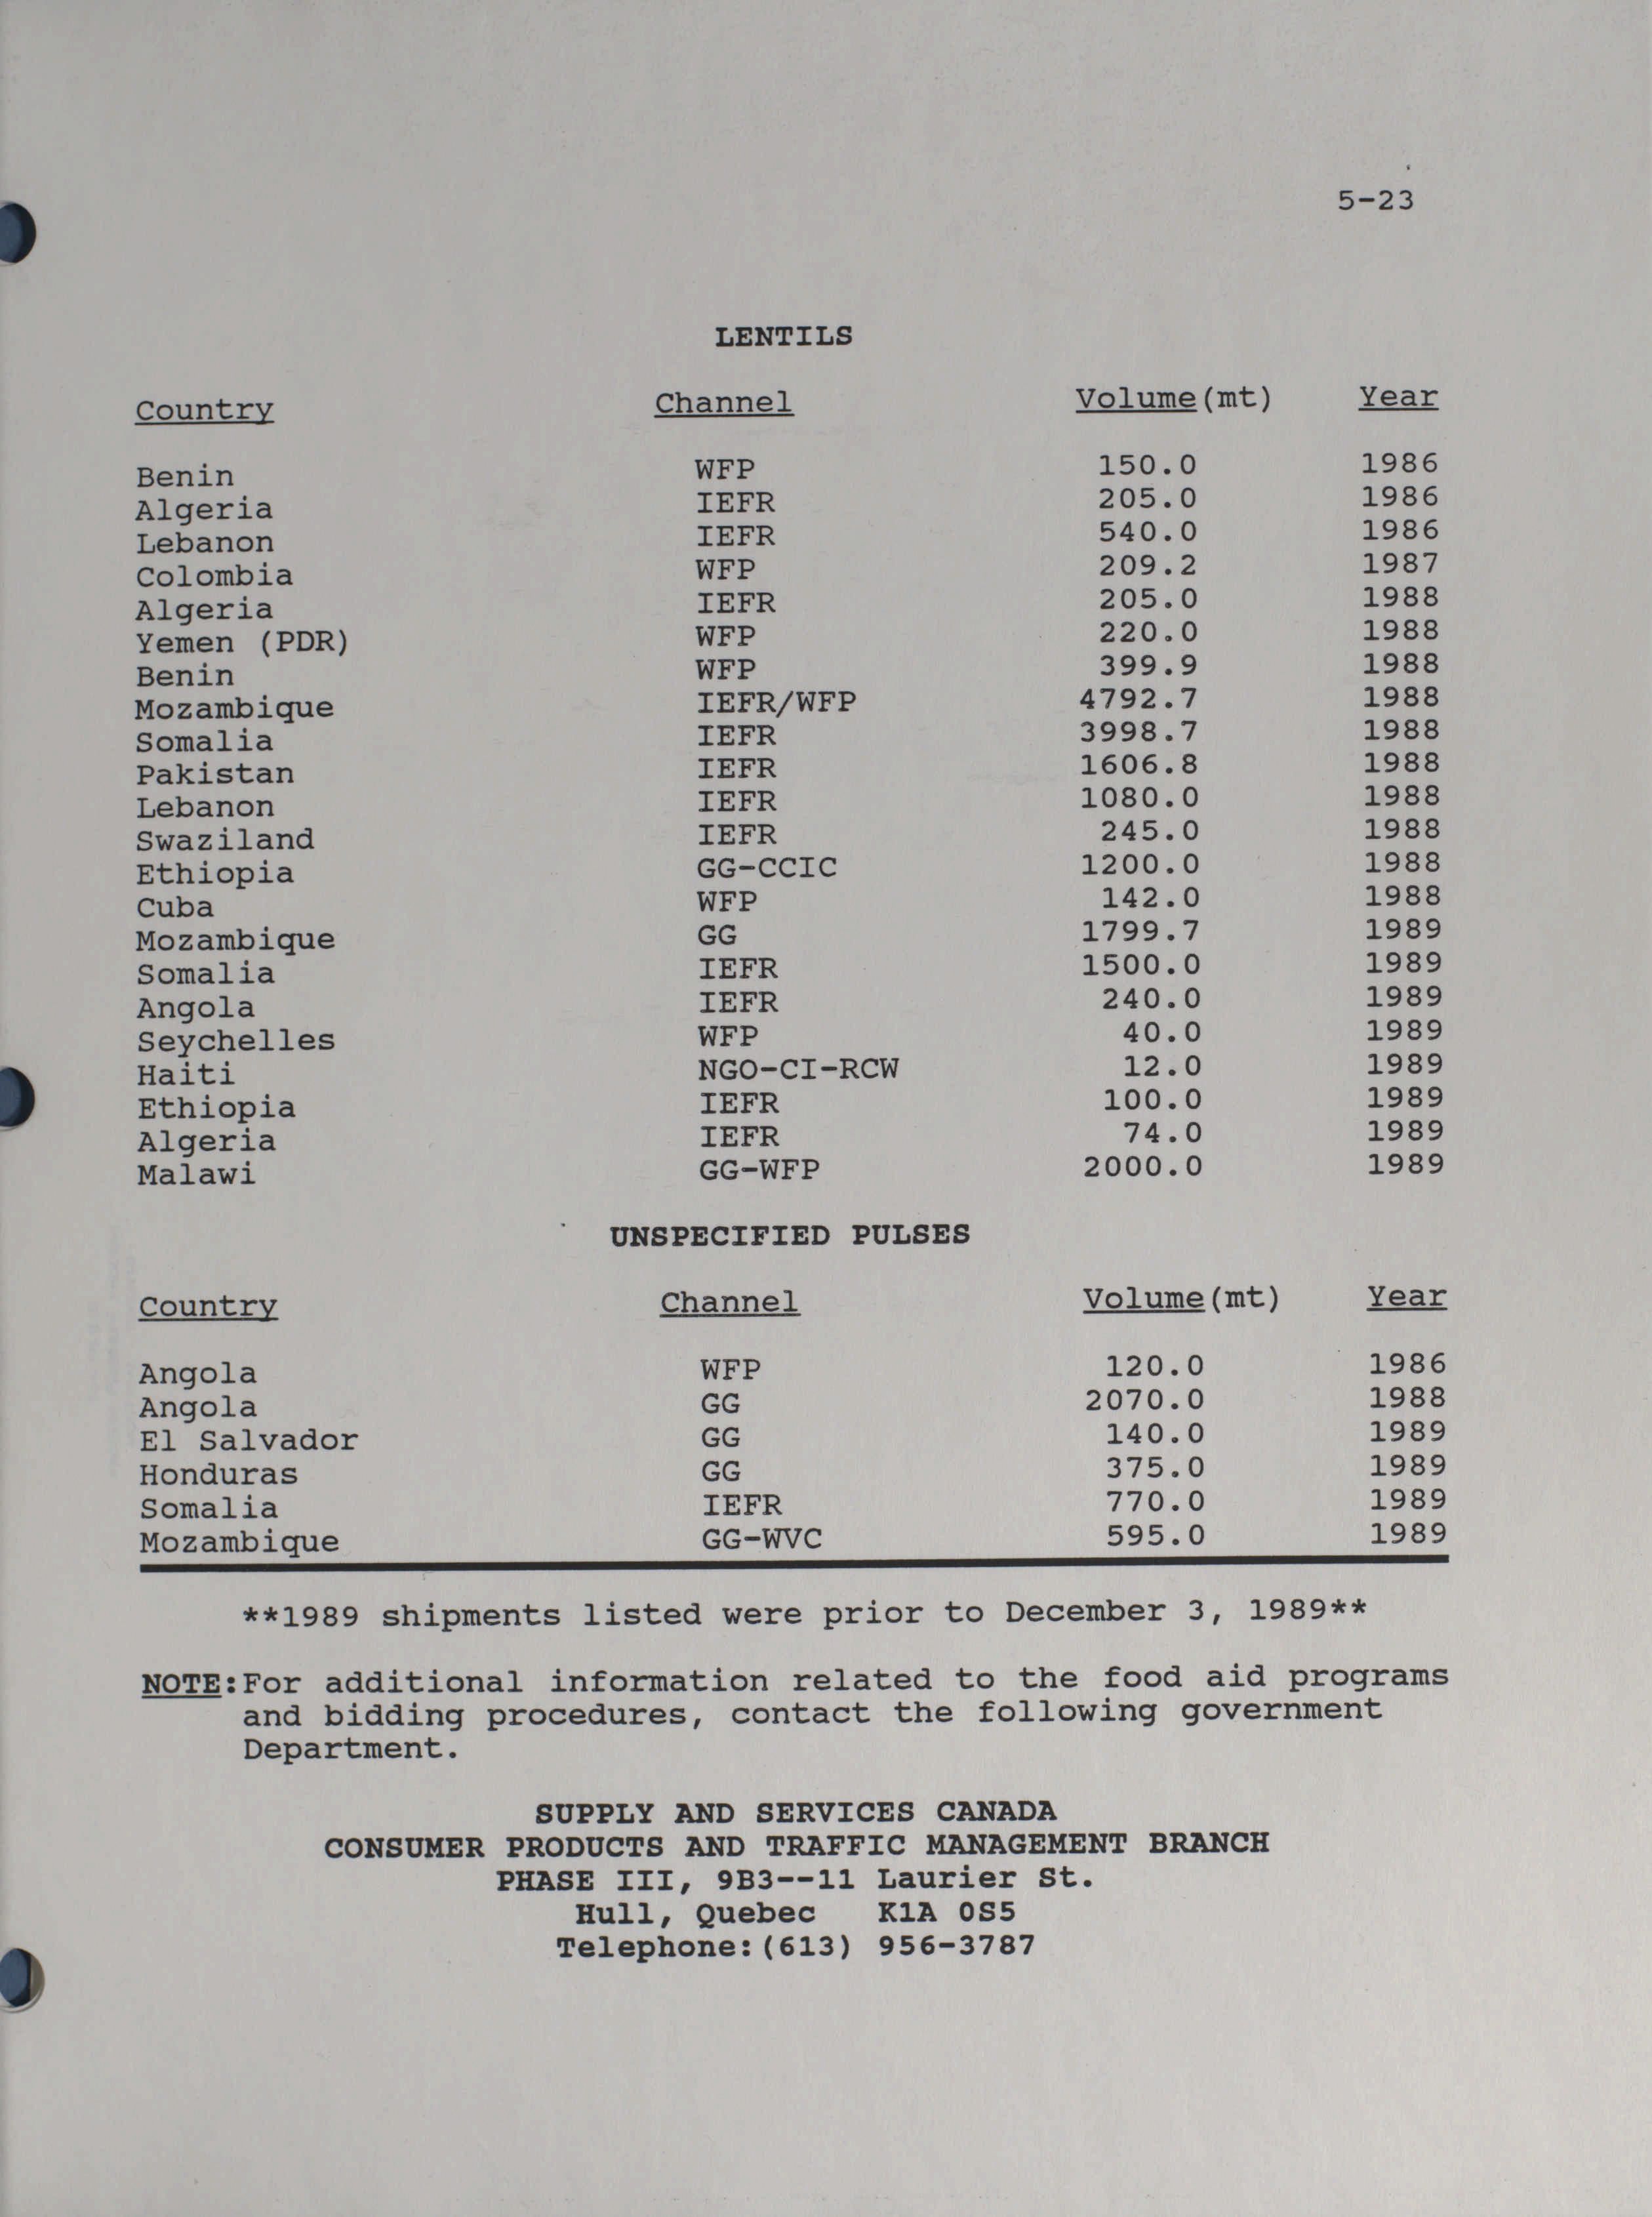 5-23
LENTILS
Country Channel Volume(mt) Year
Benin WFP 150.0 1986
Algeria IEFR 205.0 1986
Lebanon IEFR 540.0 1986
Colombia WFP 209.2 1987
Algeria IEFR 205.0 1988
Yemen (PDR) WFP 220.0 1988
Benin WFP 399.9 1988
Mozambique IEFR/WFP 4792.7 1988
Somalia IEFR 3998.7 1988
Pakistan IEFR 1606.8 1988
Lebanon IEFR 1080.0 1988
Swaziland IEFR 245.0 1988
Ethiopia GG-CCIC 1200.0 1988
Cuba WFP 142.0 1988
Mozambique GG 1799.7 1989
Somalia IEFR 1500.0 1989
Angola IEFR 240.0 1989
Seychelles WFP 40.0 1989
Haiti NGO-CI-RCW 12.0 1989
Ethiopia IEFR 100.0 1989
Algeria IEFR 74.0 1989
Malawi GG-WFP 2000.0 1989
UNSPECIFIED PULSES
Country Channel Volume(mt) Year
Angola WFP 120.0 1986
Angola GG 2070.0 1988
El Salvador GG 140.0 1989
Honduras GG 375.0 1989
Somalia IEFR 770.0 1989
Mozambique GG-WVC 595.0 1989
**1989 shipments listed were prior to December 3, 1989**
NOTE:For additional information related to the food aid programs
and bidding procedures, contact the following government
Department.
SUPPLY AND SERVICES CANADA
CONSUMER PRODUCTS AND TRAFFIC MANAGEMENT BRANCH
PHASE III, 9B3--11 Laurier St.
Hull, Quebec K1A 0S5
Telephone:(613) 956-3787